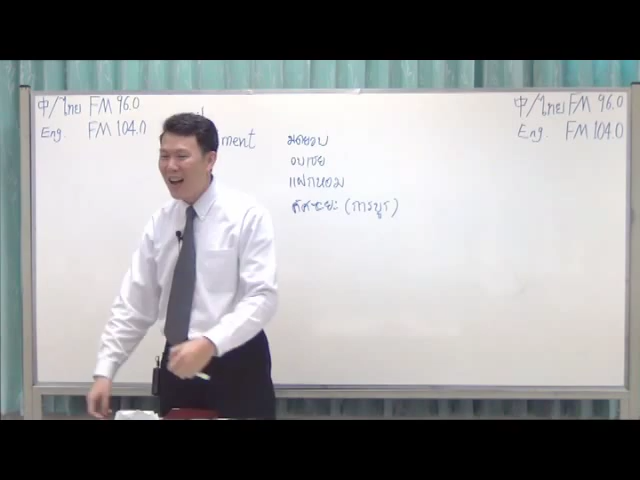 中/ไทย FM 96.0
Eng. FM 104.0
ment
อบเชย
แฝกหอม
(การบูร)
中/ไทย FM 96.0
Eng. FM 104.0